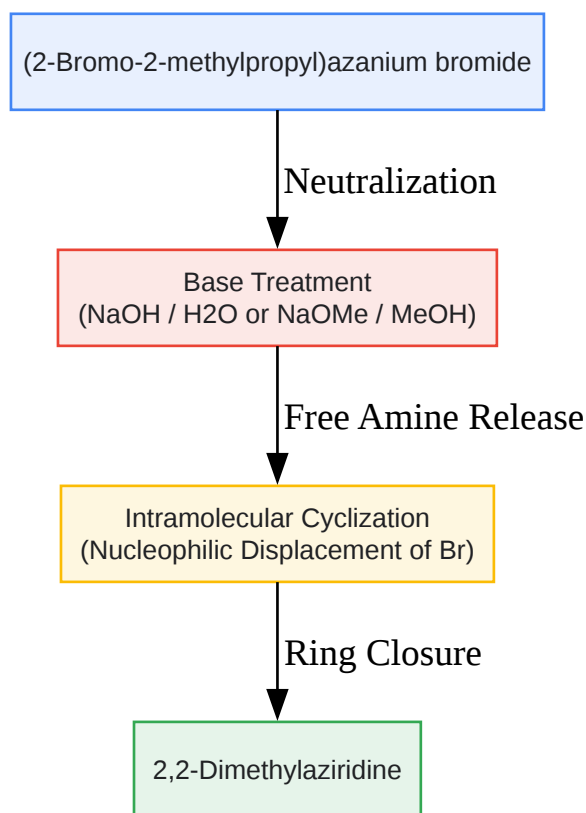 (2-Bromo-2-methylpropyl)azanium bromide
Neutralization
Base Treatment
(NaOH / H2O or NaOMe / MeOH)
Free Amine Release
Intramolecular Cyclization
(Nucleophilic Displacement of Br)
Ring Closure
2,2-Dimethylaziridine